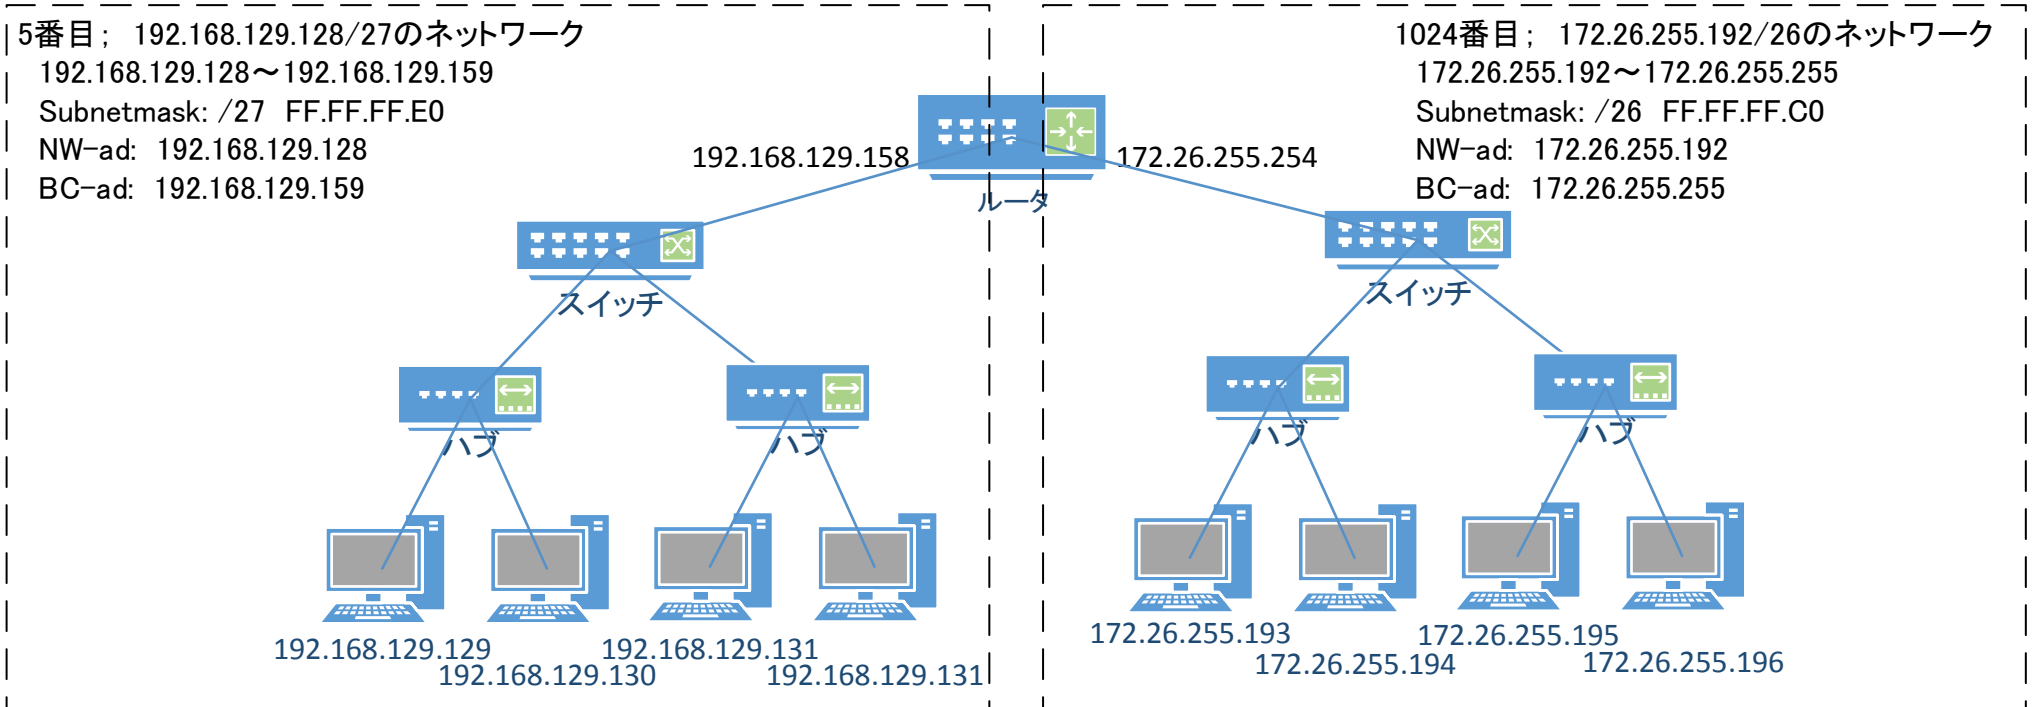 5番目； 192.168.129.128/27のネットワーク
192.168.129.128～192.168.129.159
Subnetmask: /27 FF.FF.FF.E0
NW-ad: 192.168.129.128
BC-ad: 192.168.129.159
1024番目； 172.26.255.192/26のネットワーク
172.26.255.192～172.26.255.255
Subnetmask: /26 FF.FF.FF.C0
NW-ad: 172.26.255.192
BC-ad: 172.26.255.255
192.168.129.158
172.26.255.254
ルータ
スイッチ
スイッチ
ハブ
ハブ
ハブ
ハブ
192.168.129.129
192.168.129.130
192.168.129.131
192.168.129.131
172.26.255.193
172.26.255.194
172.26.255.195
172.26.255.196